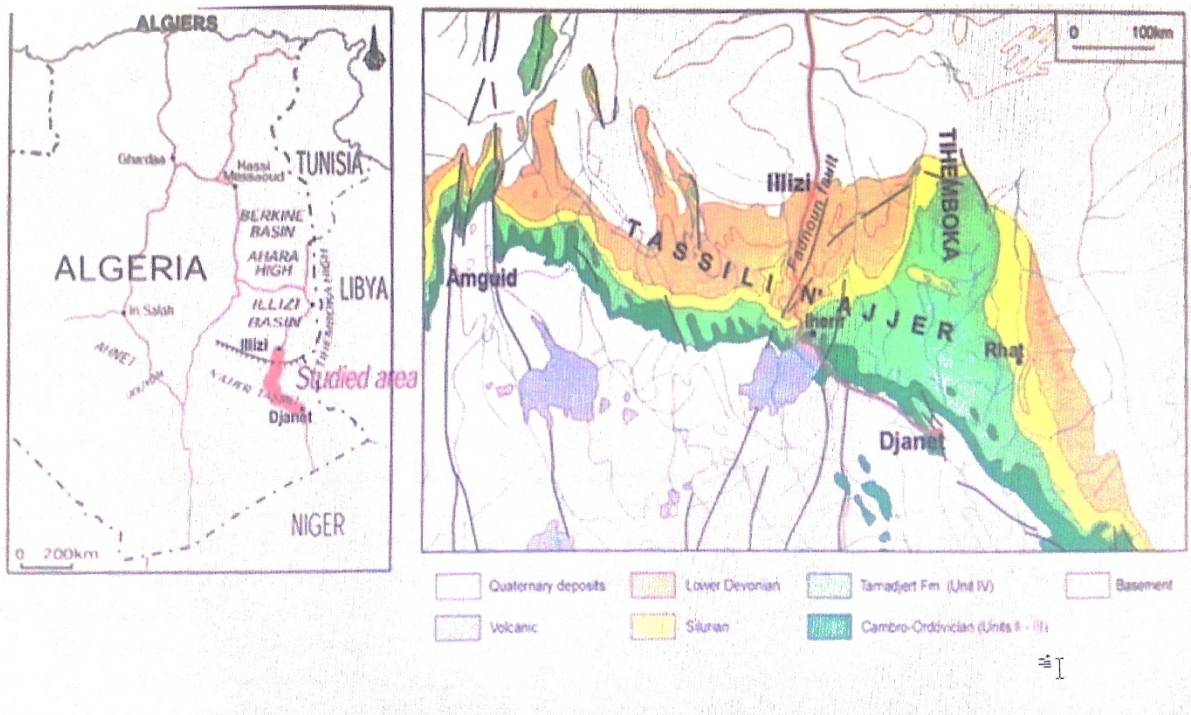 ALGIERS
Ghardaa
Hassi
Messaoud
TUNISIA
BERKINE
BASIN
ALGERIA
AHARA
HIGH
LIBYA
In Salah
ILLIZI
BASIN
Illizi
AHNET
Studied area
Djanet
NIGER
0 200km
0 100km
TIHEMBOKA
Illizi
Fadnoun fault
TASSILI N'AJJER
Amguid
Iherir
Rhat
Djanet
Quaternary deposits
Lower Devonian
Tamadjert Fm (Unit IV)
Basement
Volcanic
Silurian
Cambro-Ordovician (Units II - III)